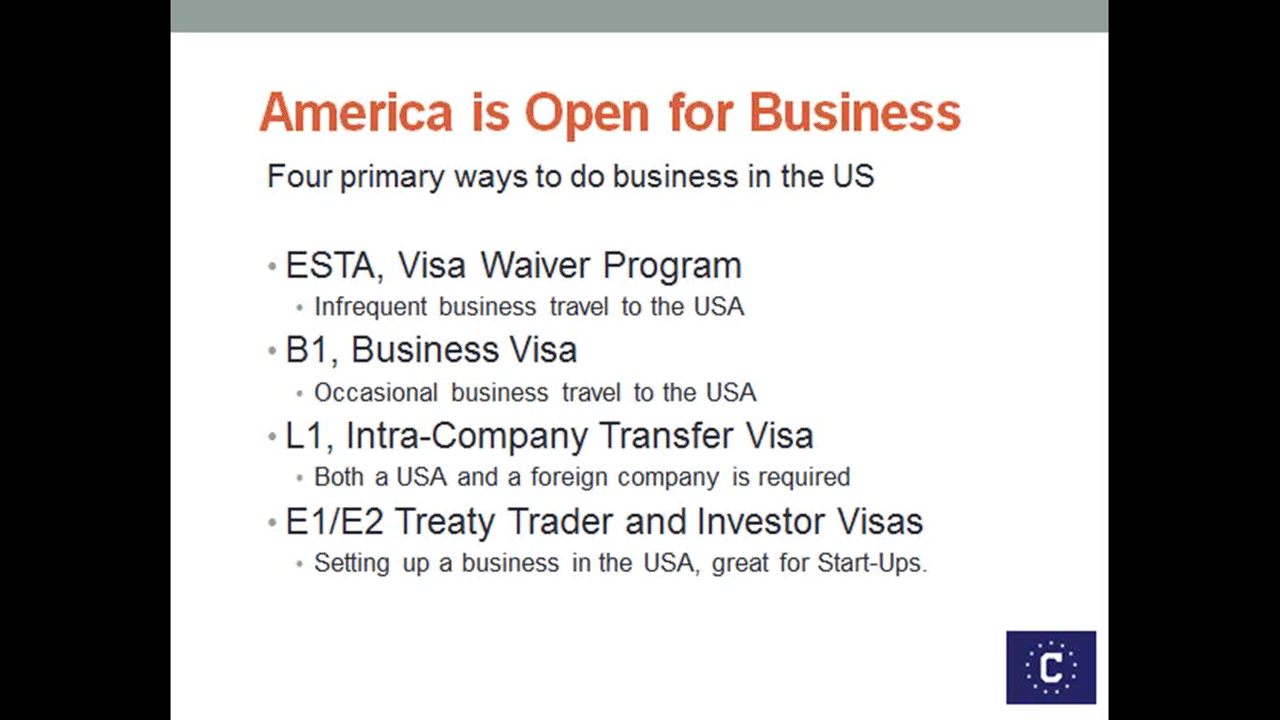 America is Open for Business
Four primary ways to do business in the US
• ESTA, Visa Waiver Program
• Infrequent business travel to the USA
• B1, Business Visa
• Occasional business travel to the USA
• L1, Intra-Company Transfer Visa
• Both a USA and a foreign company is required
• E1/E2 Treaty Trader and Investor Visas
• Setting up a business in the USA, great for Start-Ups.
C